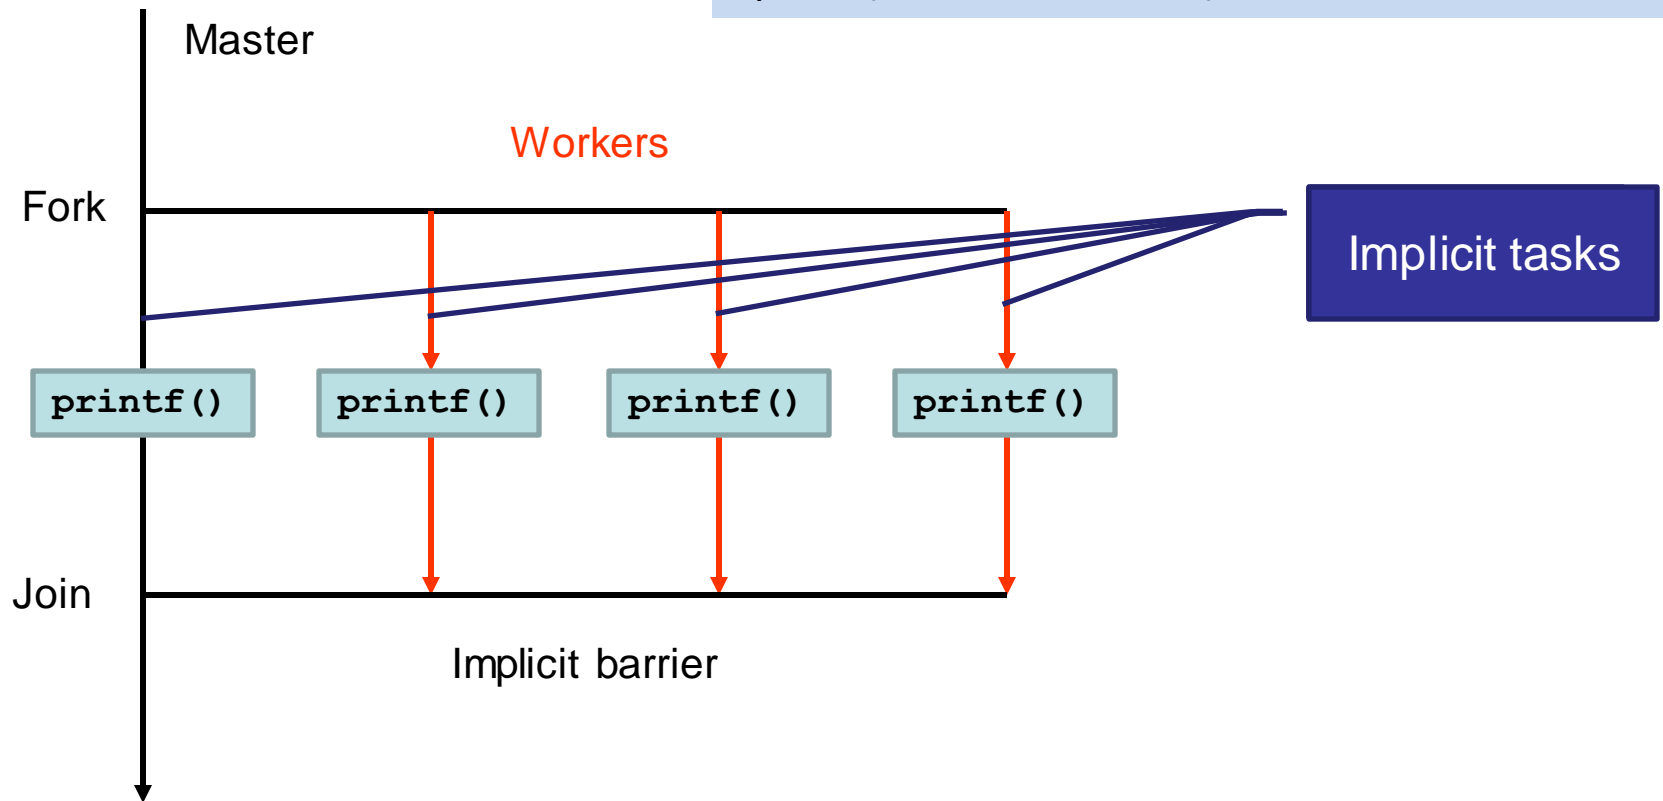 Master
Workers
Fork
Implicit tasks
printf() printf() printf() printf()
Join
Implicit barrier